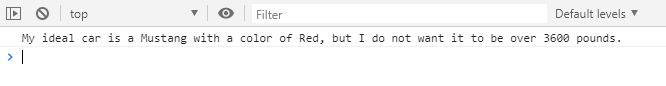 top Filter Default levels
My ideal car is a Mustang with a color of Red, but I do not want it to be over 3600 pounds.